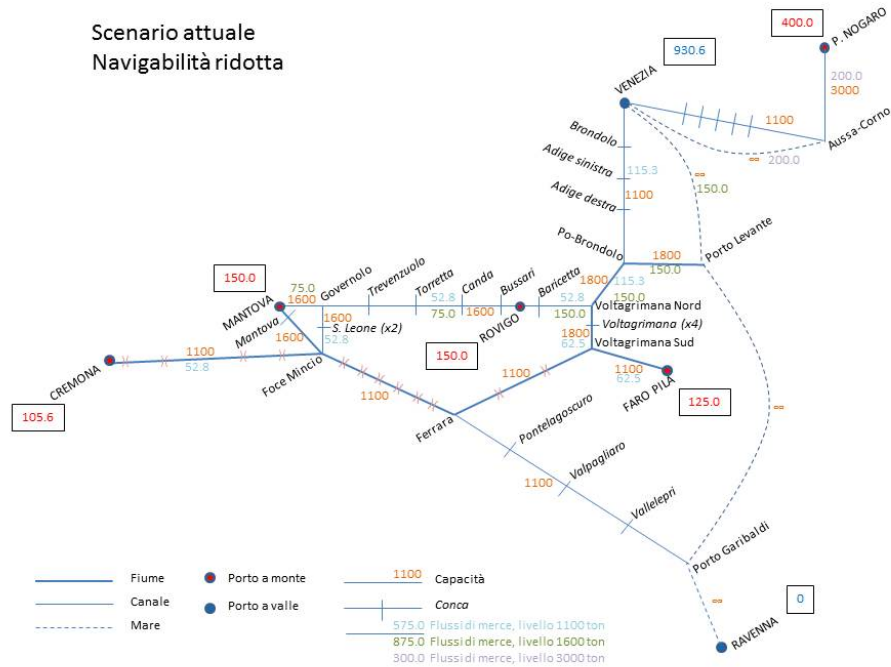 Scenario attuale
Navigabilità ridotta
400.0
P. NOGARO
930.6
VENEZIA
200.0
3000
1100
Aussa-Corno
∞
200.0
Brondolo
Adige sinistra
115.3
1100
Adige destra
∞
150.0
Po-Brondolo
1800
150.0
Porto Levante
150.0
75.0
1600
Governolo
Trevenzuolo
Torretta
Canda
Bussari
Baricetta
1800
115.3
150.0
MANTOVA
52.8
75.0
1600
52.8
150.0
Voltagrimana Nord
Mantova
1600
S. Leone (x2)
52.8
1600
ROVIGO
Voltagrimana (x4)
1800
62.5
Voltagrimana Sud
CREMONA
1100
52.8
Foce Mincio
150.0
1100
1100
62.5
FARO PILA
125.0
105.6
1100
Ferrara
∞
Pontelagoscuro
Valpagliaro
1100
Vallelepri
Porto Garibaldi
∞
0
RAVENNA
Fiume
Porto a monte
1100
Capacità
Canale
Porto a valle
Conca
Mare
575.0 Flussi di merce, livello 1100 ton
875.0 Flussi di merce, livello 1600 ton
300.0 Flussi di merce, livello 3000 ton